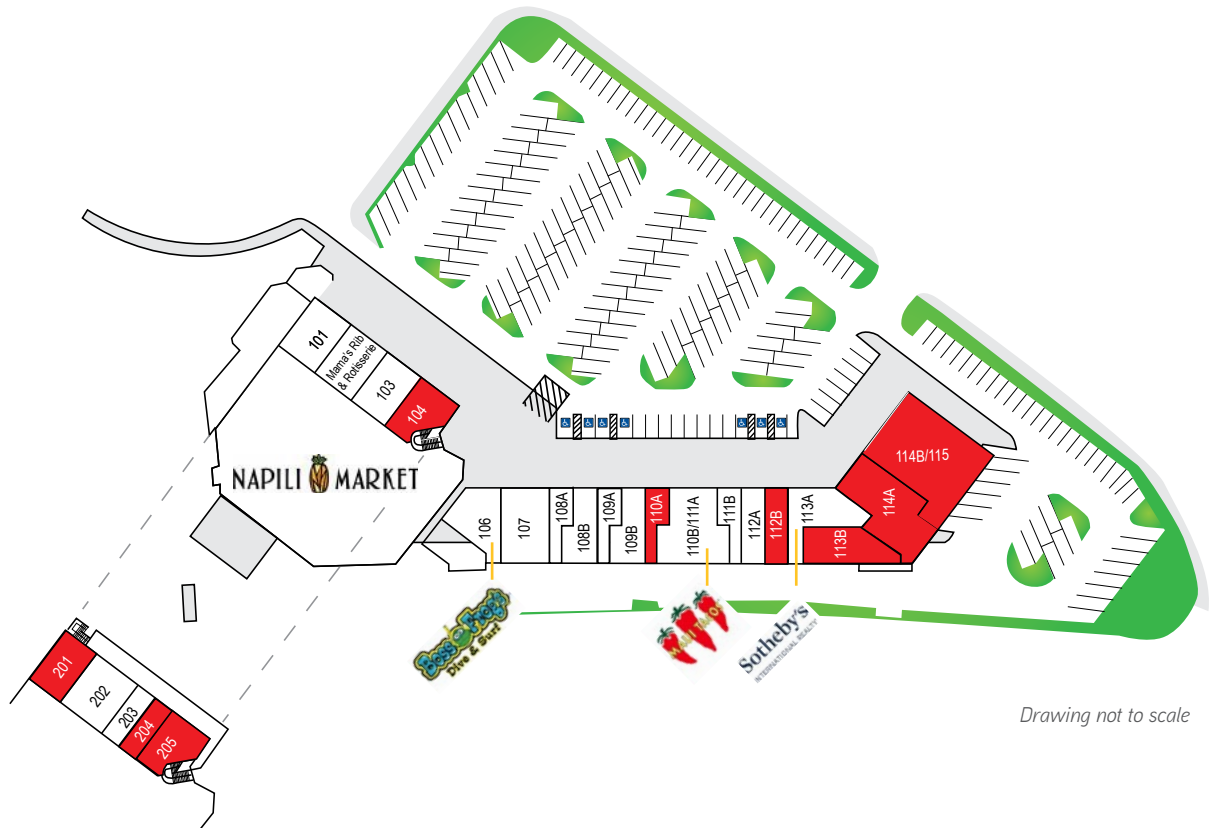 101
Mama's Rib
& Rotisserie
103
104
NAPILI MARKET
106
107
108A
108B
109A
109B
110A
110B/111A
111B
112A
112B
113A
113B
114A
114B/115
Boss Frog's
Dive & Surf
Sotheby's
INTERNATIONAL REALTY
201
202
203
204
205
Drawing not to scale